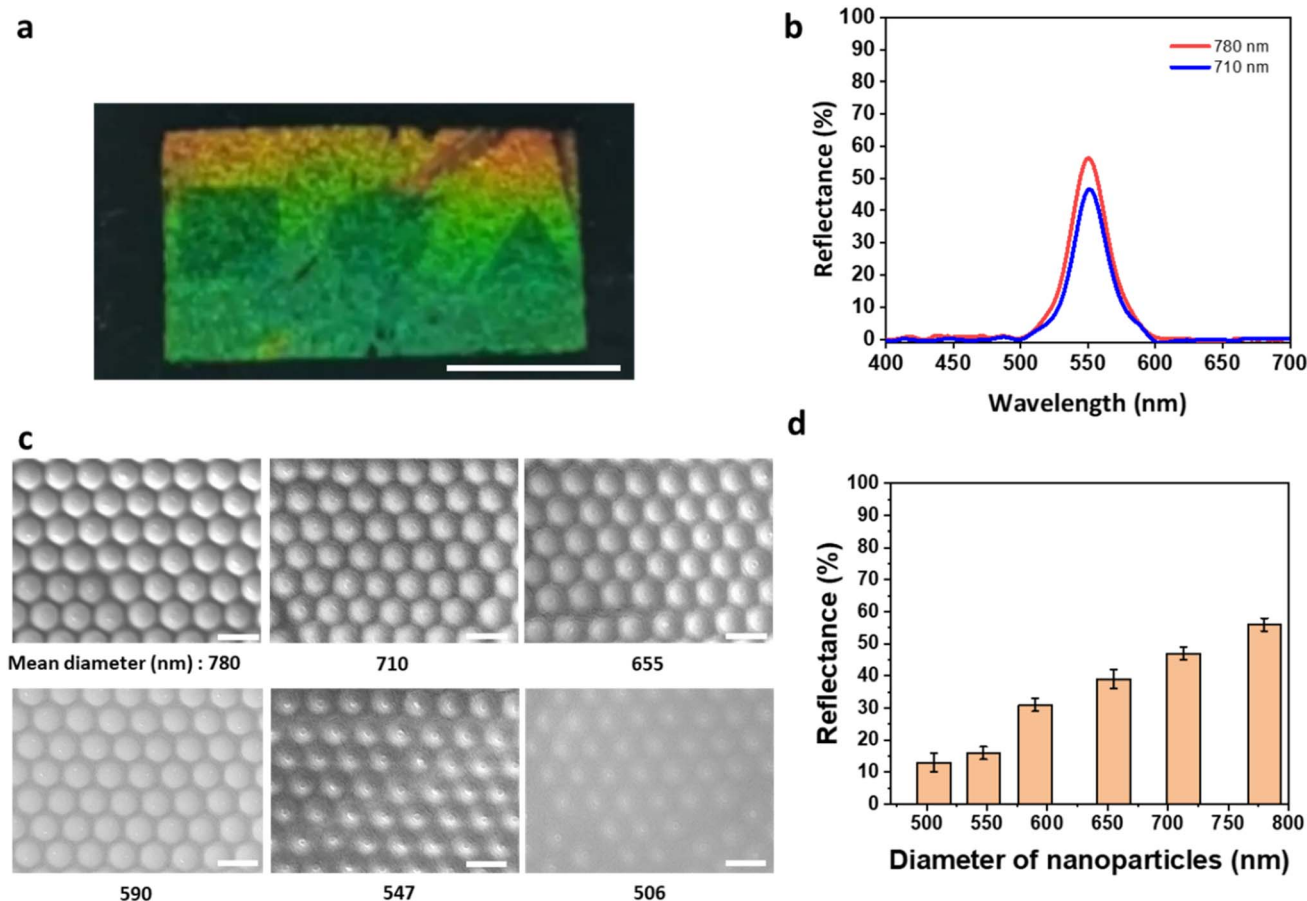 a
b
100
90
80
70
60
50
40
30
20
10
0
Reflectance (%)
780 nm
710 nm
400 450 500 550 600 650 700
Wavelength (nm)
c
Mean diameter (nm) : 780
710
655
590
547
506
d
100
90
80
70
60
50
40
30
20
10
0
Reflectance (%)
500 550 600 650 700 750 800
Diameter of nanoparticles (nm)